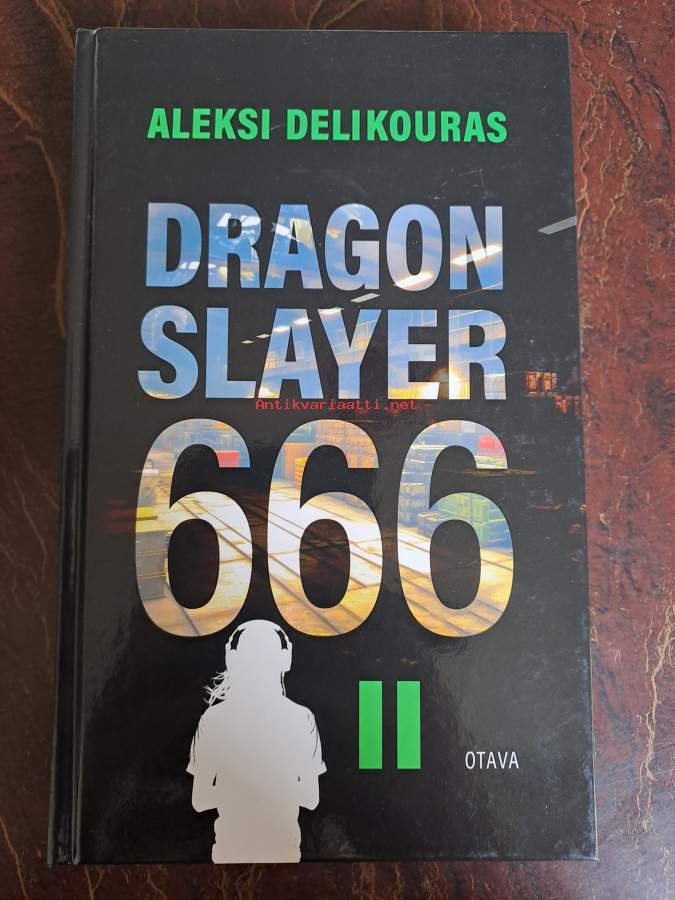 ALEKSI DELIKOURAS
DRAGON
SLAYER
Antikvariaatti.net
666
II
OTAVA